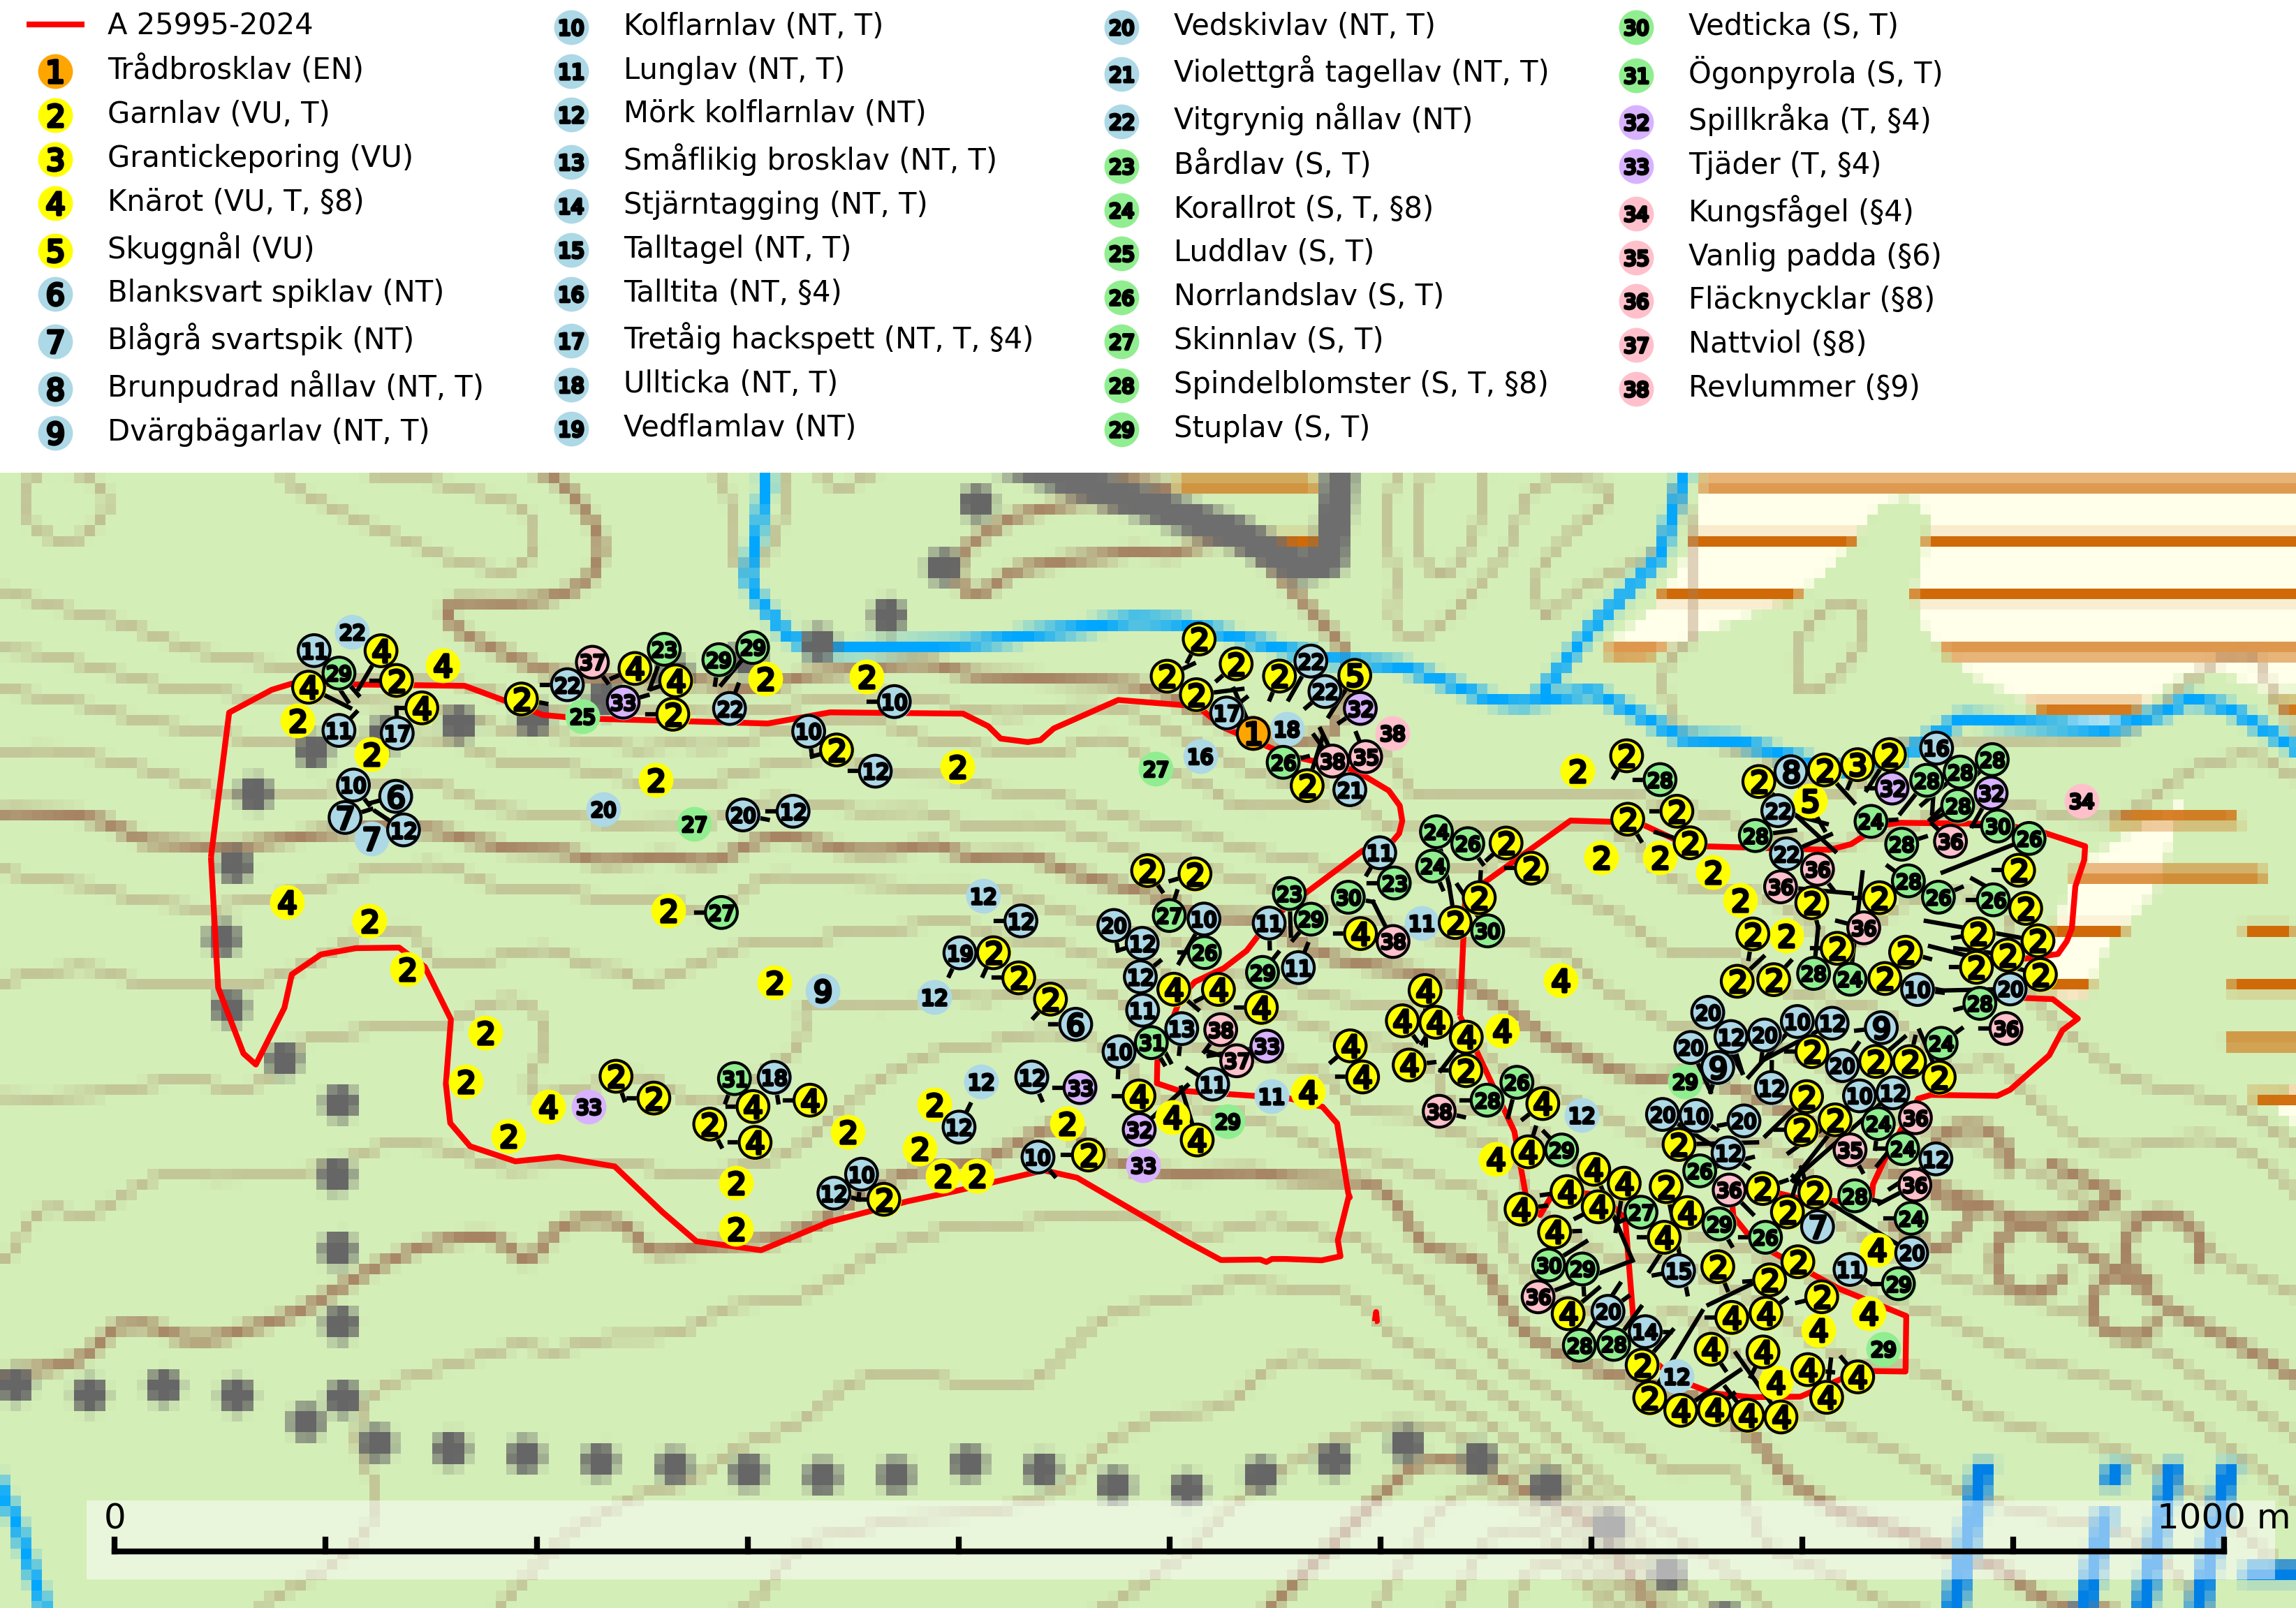 A 25995-2024
1 Trådbrosklav (EN)
2 Garnlav (VU, T)
3 Grantickeporing (VU)
4 Knärot (VU, T, §8)
5 Skuggnål (VU)
6 Blanksvart spiklav (NT)
7 Blågrå svartspik (NT)
8 Brunpudrad nållav (NT, T)
9 Dvärgbägarlav (NT, T)
10 Kolflarnlav (NT, T)
11 Lunglav (NT, T)
12 Mörk kolflarnlav (NT)
13 Småflikig brosklav (NT, T)
14 Stjärntagging (NT, T)
15 Talltagel (NT, T)
16 Talltita (NT, §4)
17 Tretåig hackspett (NT, T, §4)
18 Ullticka (NT, T)
19 Vedflamlav (NT)
20 Vedskivlav (NT, T)
21 Violettgrå tagellav (NT, T)
22 Vitgrynig nållav (NT)
23 Bårdlav (S, T)
24 Korallrot (S, T, §8)
25 Luddlav (S, T)
26 Norrlandslav (S, T)
27 Skinnlav (S, T)
28 Spindelblomster (S, T, §8)
29 Stuplav (S, T)
30 Vedticka (S, T)
31 Ögonpyrola (S, T)
32 Spillkråka (T, §4)
33 Tjäder (T, §4)
34 Kungsfågel (§4)
35 Vanlig padda (§6)
36 Fläcknycklar (§8)
37 Nattviol (§8)
38 Revlummer (§9)
0 1000 m